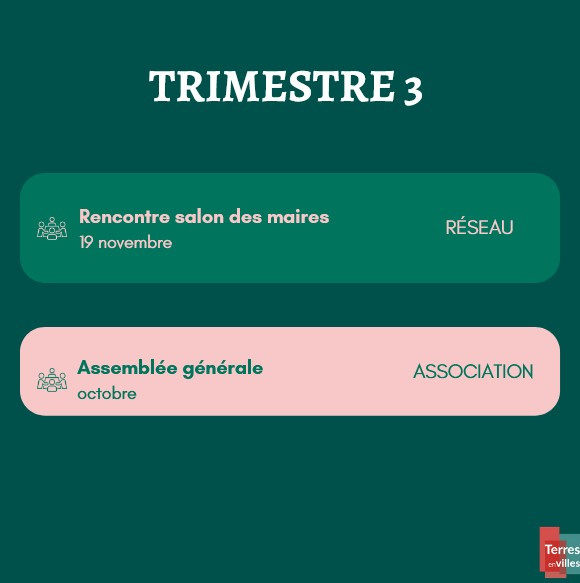 TRIMESTRE 3
Rencontre salon des maires
19 novembre
RÉSEAU
Assemblée générale
octobre
ASSOCIATION
Terres
en villes